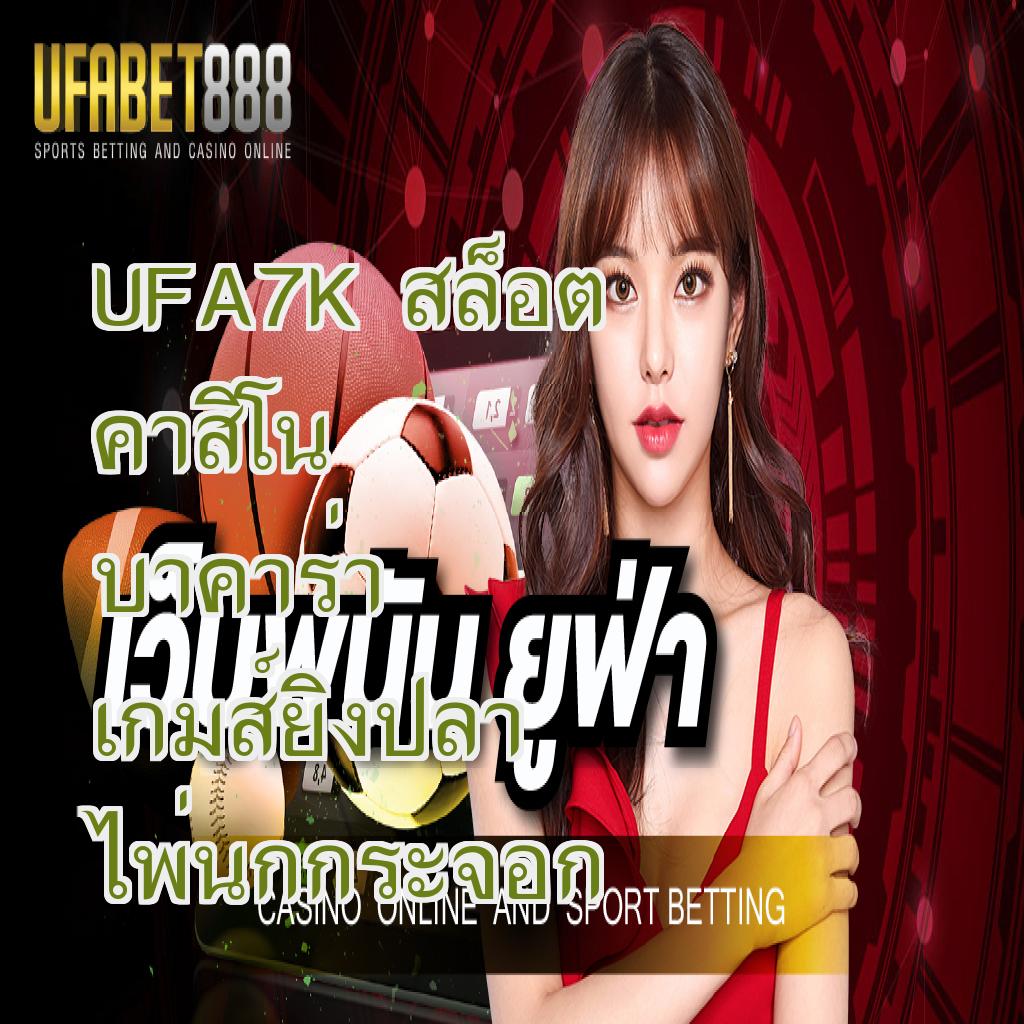 UFABET888
SPORTS BETTING AND CASINO ONLINE
UFA7K สล็อต
คาสิโน
บาคาร่า
เว็บพนัน ยูฟ่า
เกมส์ยิงปลา
ไพ่นกกระจอก
CASINO ONLINE AND SPORT BETTING